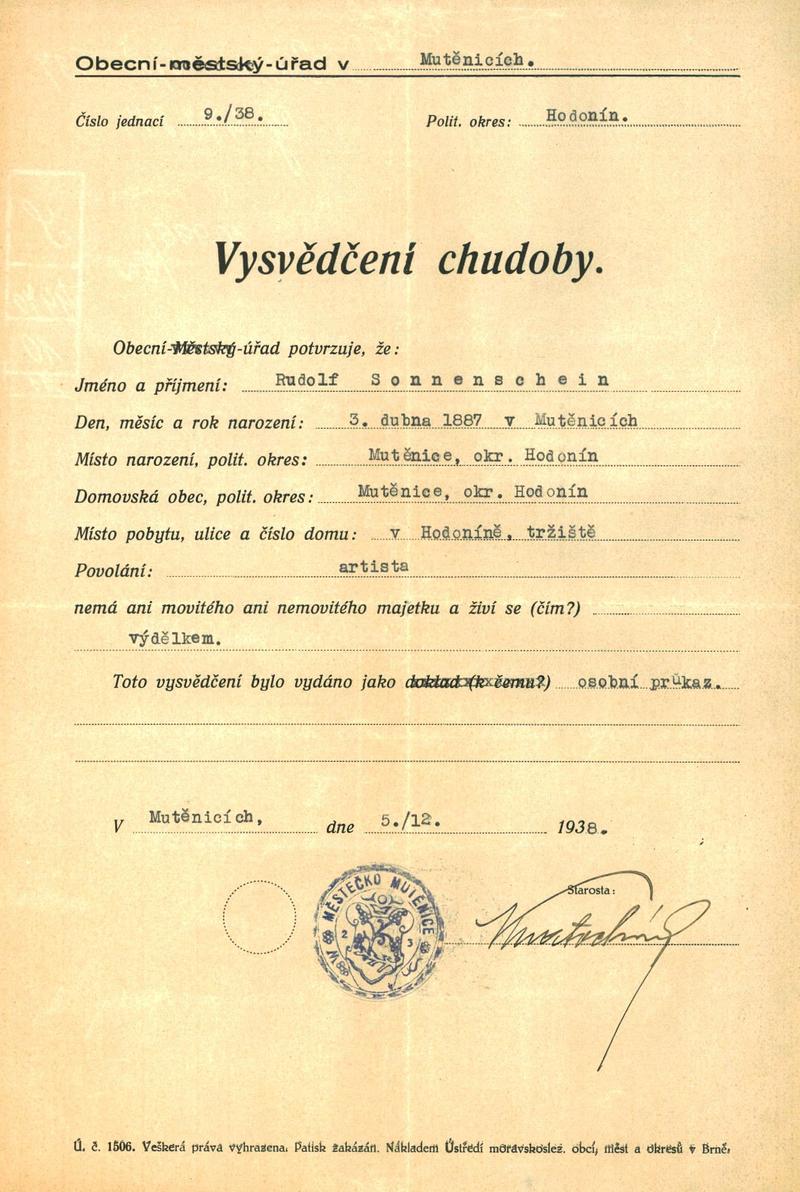 Obecní-městský-úřad v Mutěnicích.
Číslo jednací 9./38. Polit. okres: Hodonín.
Vysvědčení chudoby.
Obecní-Městský-úřad potvrzuje, že:
Jméno a příjmení: Rudolf Sonnenschein
Den, měsíc a rok narození: 3. dubna 1887 v Mutěnicích
Místo narození, polit. okres: Mutěnice, okr. Hodonín
Domovská obec, polit. okres: Mutěnice, okr. Hodonín
Místo pobytu, ulice a číslo domu: v Hodoníně, tržiště
Povolání: artista
nemá ani movitého ani nemovitého majetku a živí se (čím?)
výdělkem.
Toto vysvědčení bylo vydáno jako doklad (k čemu?) osobní průkaz.
V Mutěnicích, dne 5./12. 1938.
Starosta:
MĚSTEČKO MUTĚNICE
2 3
Ú. č. 1506. Veškerá práva vyhrazena. Patisk zakázán. Nákladem Ústředí moravskoslez. obcí, měst a okresů v Brně.